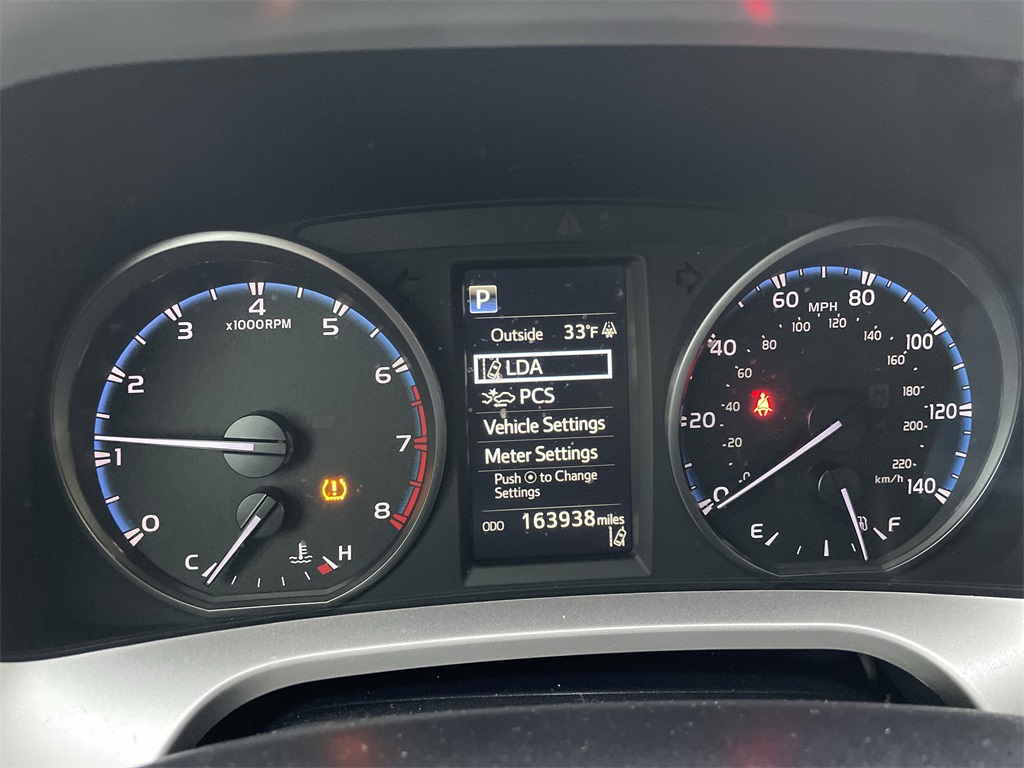 4
3
5
x1000RPM
2
6
1
7
0
8
C
H
P
Outside 33°F
LDA
PCS
Vehicle Settings
Meter Settings
Push to Change
Settings
ODO 163938 miles
60 MPH 80
100 120
40
80
140
100
60
160
20
40
180
120
20
200
220
km/h
0
140
E
F